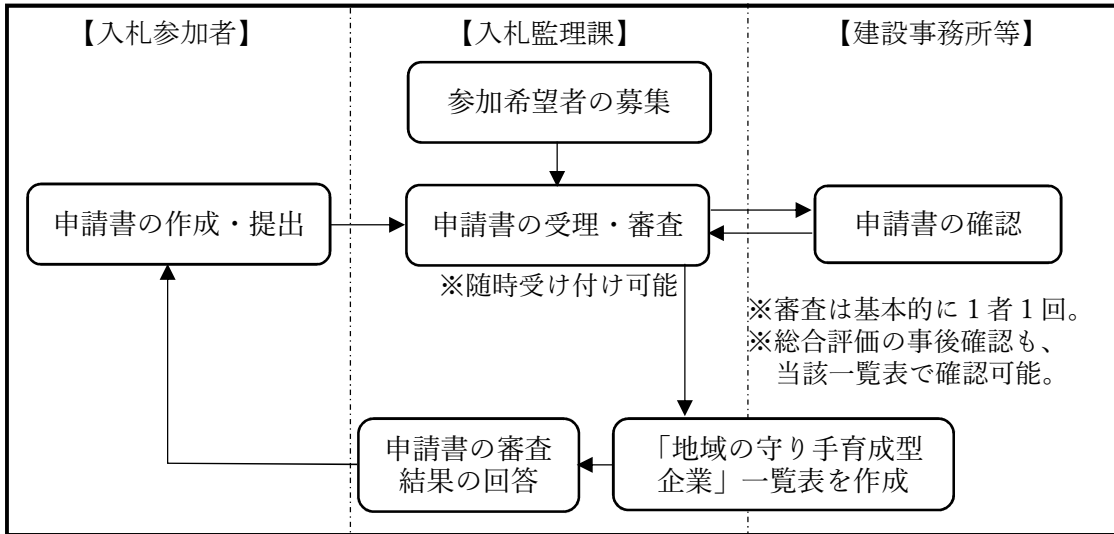 【入札参加者】
【入札監理課】
【建設事務所等】
参加希望者の募集
申請書の作成・提出
申請書の受理・審査
申請書の確認
※随時受け付け可能
※審査は基本的に１者１回。
※総合評価の事後確認も、
当該一覧表で確認可能。
申請書の審査
結果の回答
「地域の守り手育成型
企業」一覧表を作成